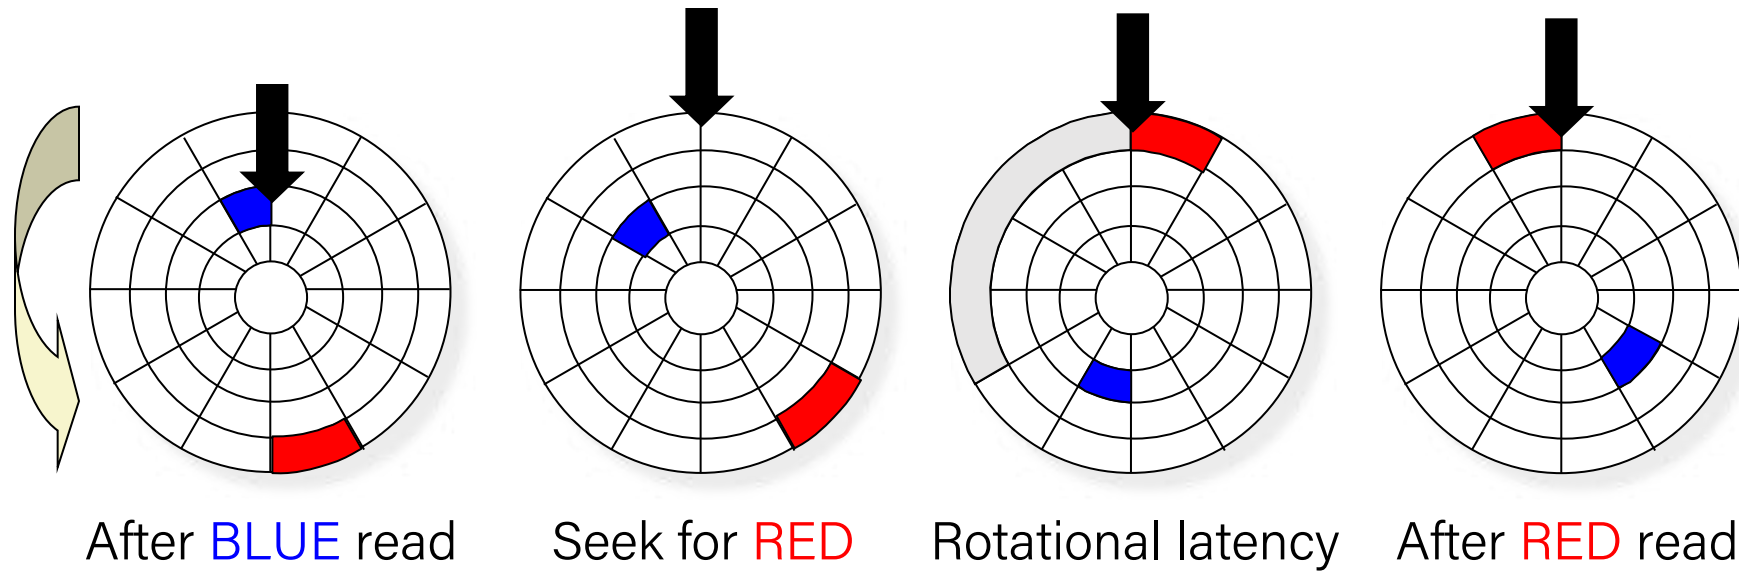 After BLUE read
Seek for RED
Rotational latency
After RED read